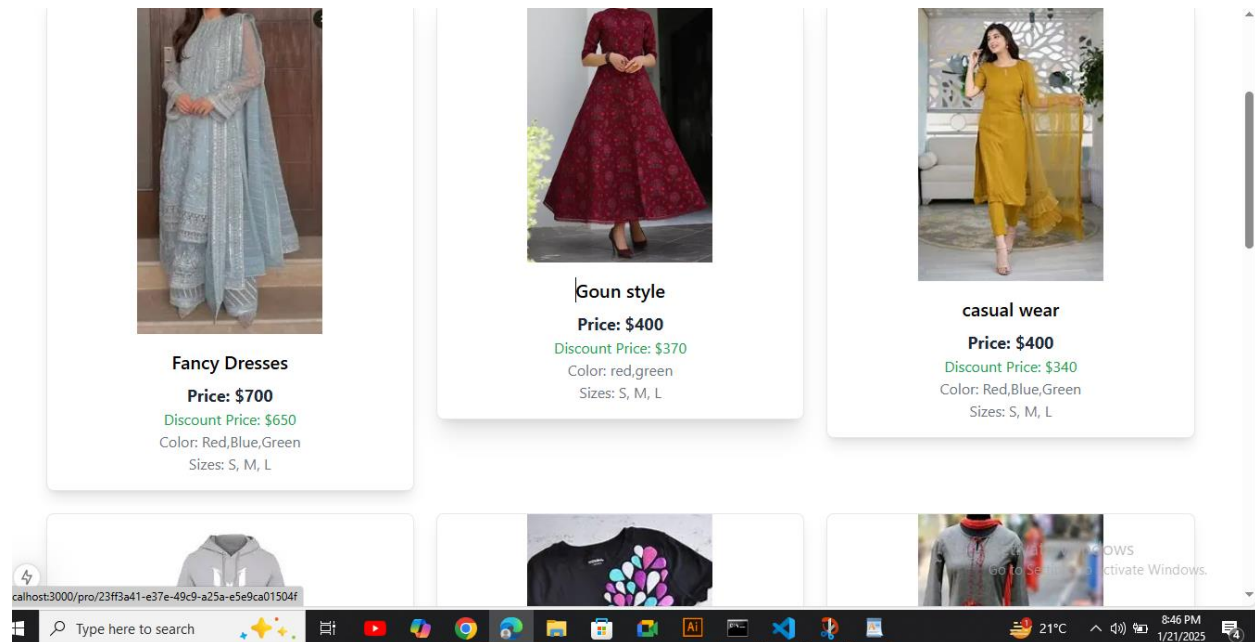 Fancy Dresses
Price: $700
Discount Price: $650
Color: Red,Blue,Green
Sizes: S, M, L
Goun style
Price: $400
Discount Price: $370
Color: red,green
Sizes: S, M, L
casual wear
Price: $400
Discount Price: $340
Color: Red,Blue,Green
Sizes: S, M, L
Go to Se ctivate Windows.
calhost:3000/pro/23ff3a41-e37e-49c9-a25a-e5e9ca01504f
Type here to search
Ai
21°C
8:46 PM
1/21/2025